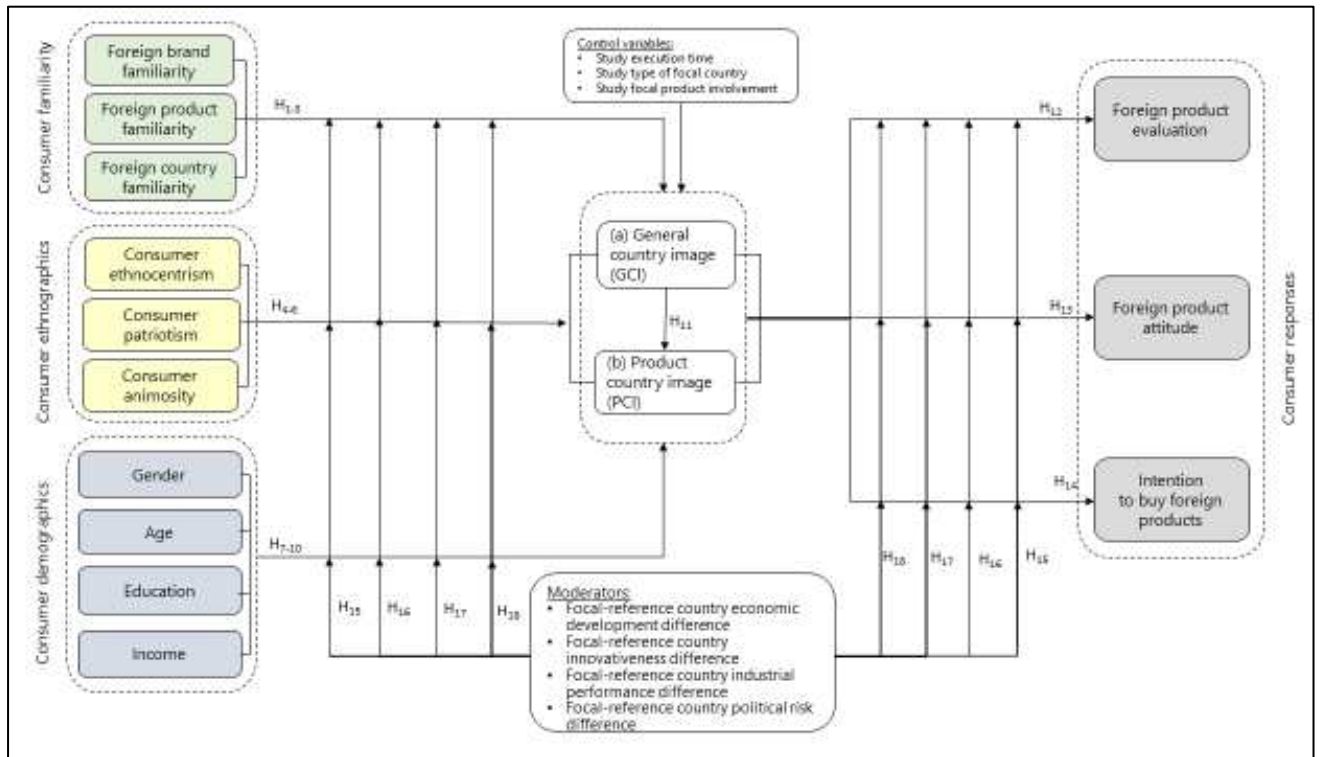 Consumer familiarity
Foreign brand
familiarity
Foreign product
familiarity
Foreign country
familiarity
H1-3
Control variables:
• Study execution time
• Study type of focal country
• Study focal product involvement
H12
Foreign product
evaluation
Consumer ethnographics
Consumer
ethnocentrism
Consumer
patriotism
Consumer
animosity
H4-6
(a) General
country image
(GCI)
H11
(b) Product
country image
(PCI)
H13
Foreign product
attitude
Consumer responses
Consumer demographics
Gender
Age
Education
Income
H7-10
H15
H16
H17
H18
Moderators:
• Focal-reference country economic
development difference
• Focal-reference country
innovativeness difference
• Focal-reference country industrial
performance difference
• Focal-reference country political risk
difference
H18
H17
H16
H15
H14
Intention
to buy foreign
products